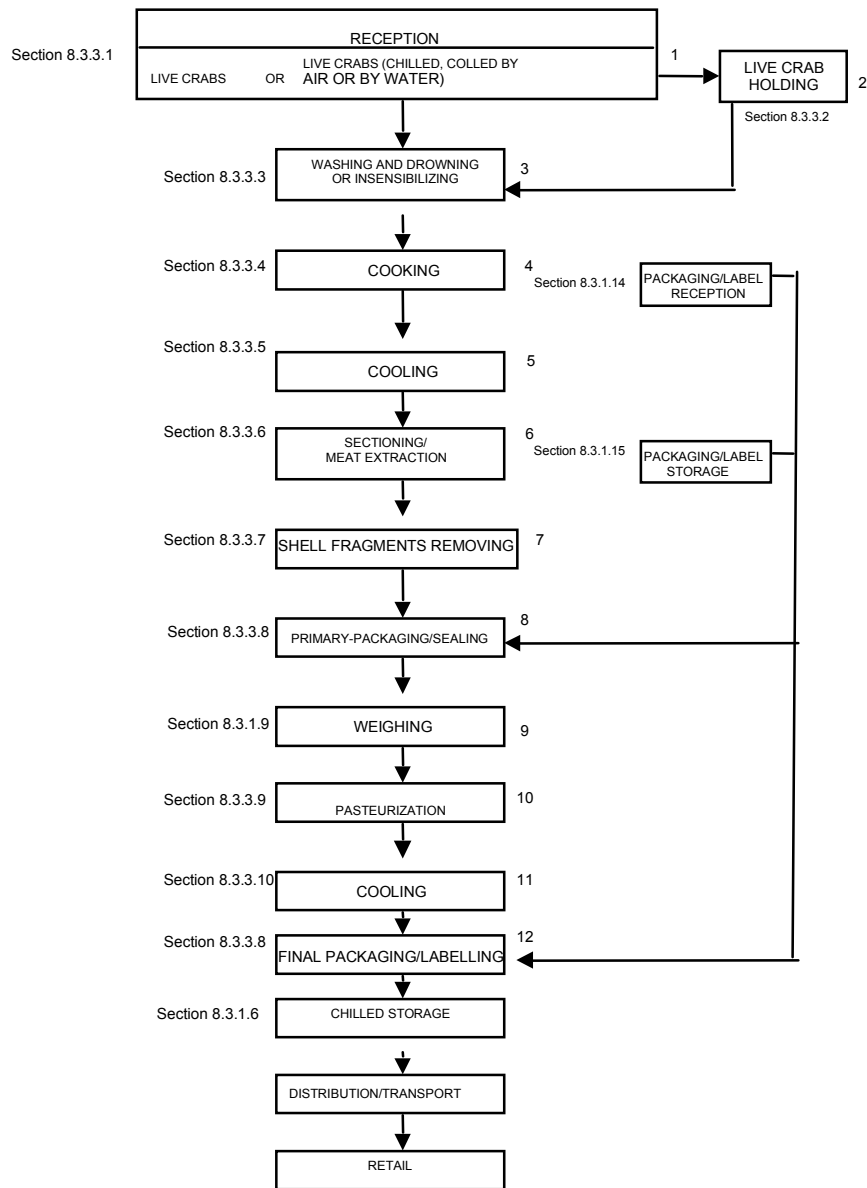 RECEPTION
Section 8.3.3.1
LIVE CRABS OR LIVE CRABS (CHILLED, COLLED BY
AIR OR BY WATER)
1
LIVE CRAB
HOLDING
2
Section 8.3.3.2
Section 8.3.3.3
WASHING AND DROWNING
OR INSENSIBILIZING
3
Section 8.3.3.4
COOKING
4
Section 8.3.1.14
PACKAGING/LABEL
RECEPTION
Section 8.3.3.5
COOLING
5
Section 8.3.3.6
SECTIONING/
MEAT EXTRACTION
6
Section 8.3.1.15
PACKAGING/LABEL
STORAGE
Section 8.3.3.7
SHELL FRAGMENTS REMOVING
7
Section 8.3.3.8
PRIMARY-PACKAGING/SEALING
8
Section 8.3.1.9
WEIGHING
9
Section 8.3.3.9
PASTEURIZATION
10
Section 8.3.3.10
COOLING
11
Section 8.3.3.8
FINAL PACKAGING/LABELLING
12
Section 8.3.1.6
CHILLED STORAGE
DISTRIBUTION/TRANSPORT
RETAIL